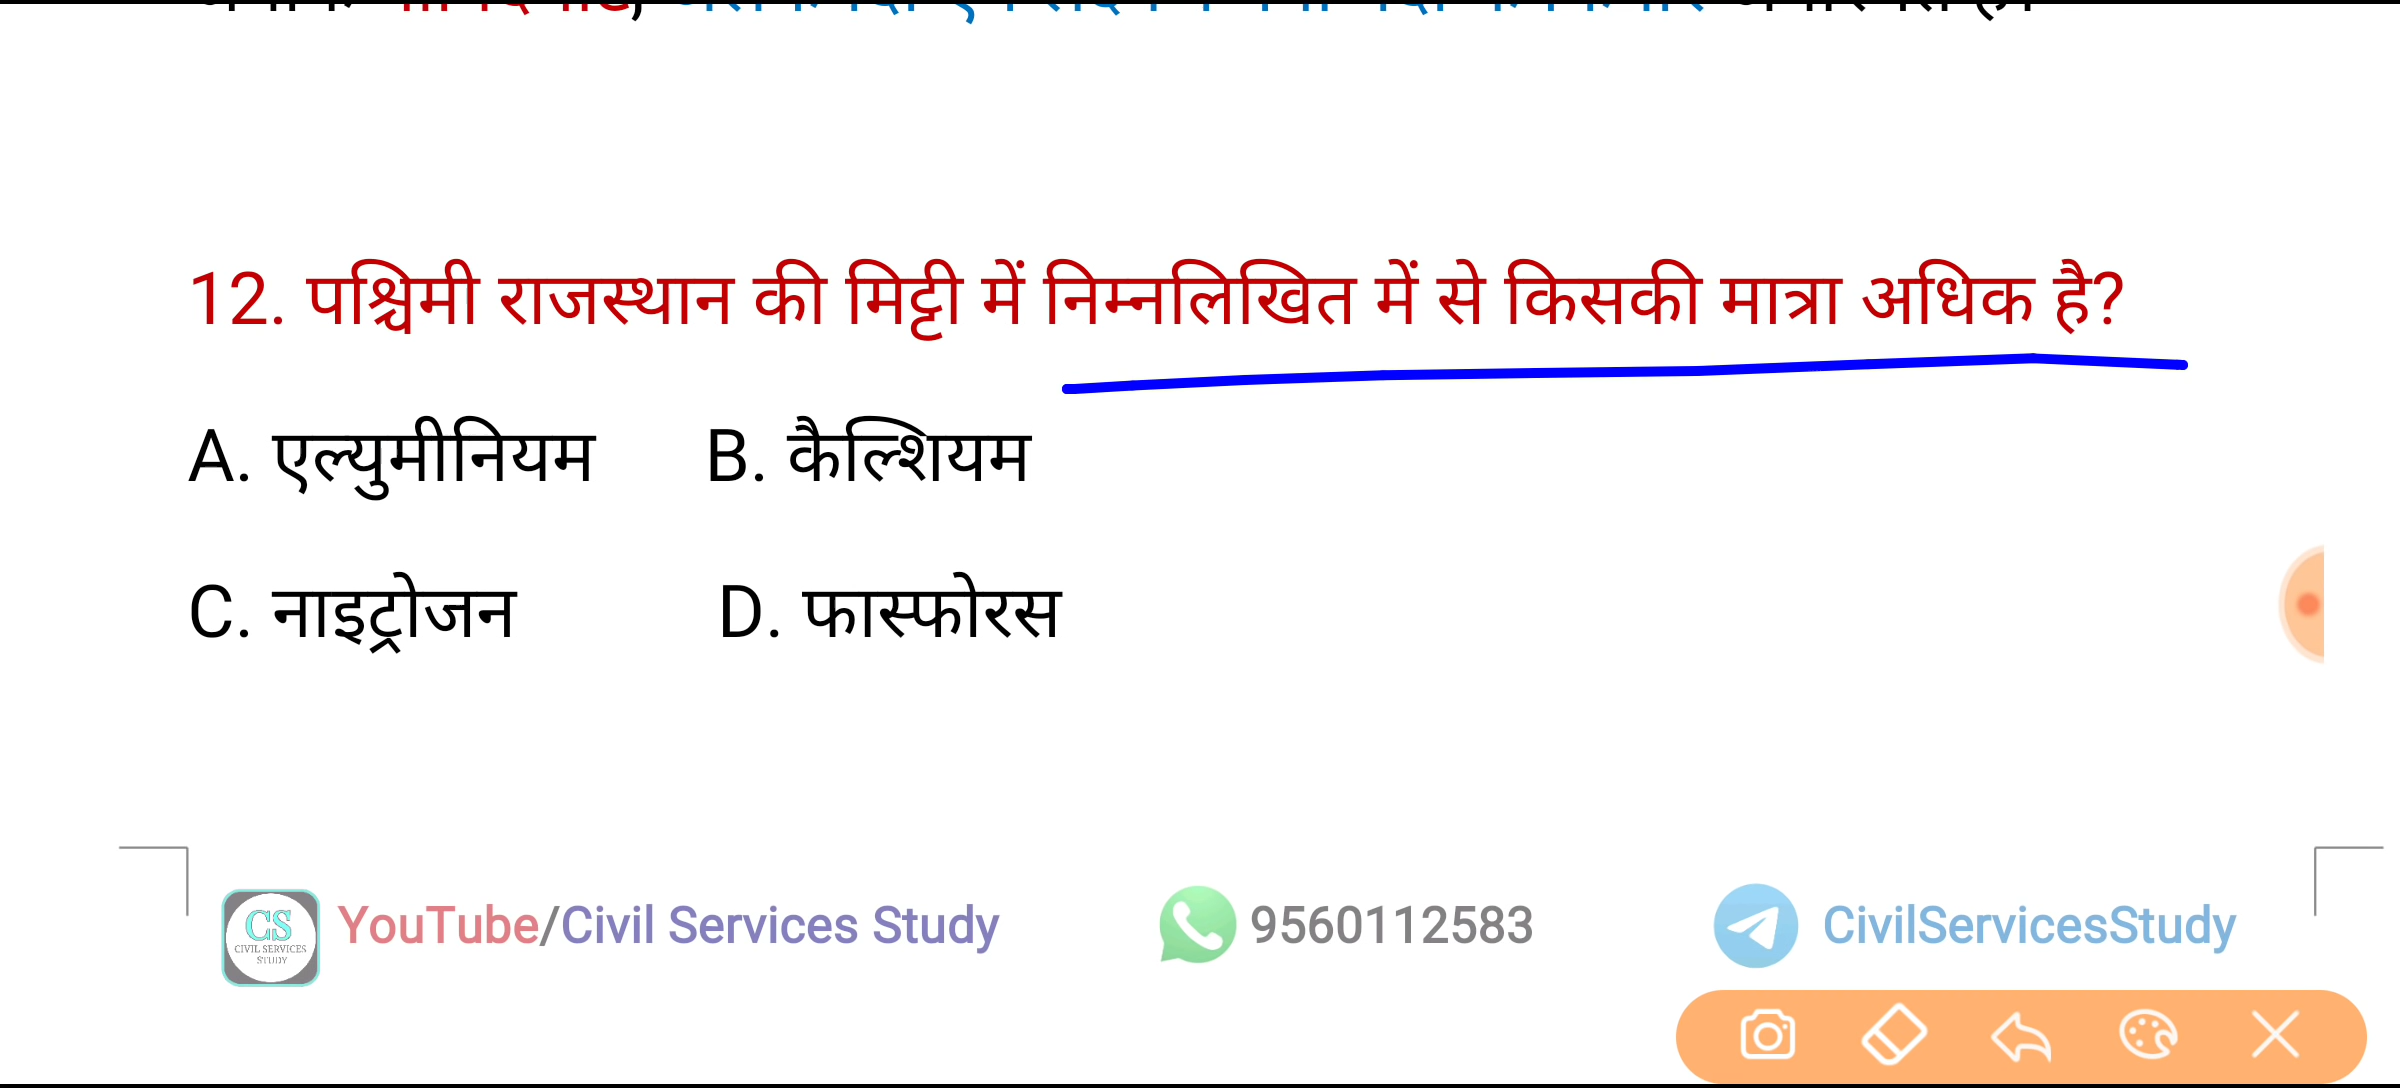 12. पश्चिमी राजस्थान की मिट्टी में निम्नलिखित में से किसकी मात्रा अधिक है?
A. एल्युमीनियम B. कैल्शियम
C. नाइट्रोजन D. फास्फोरस
CS
CIVIL SERVICES
STUDY
YouTube/Civil Services Study 9560112583 CivilServicesStudy